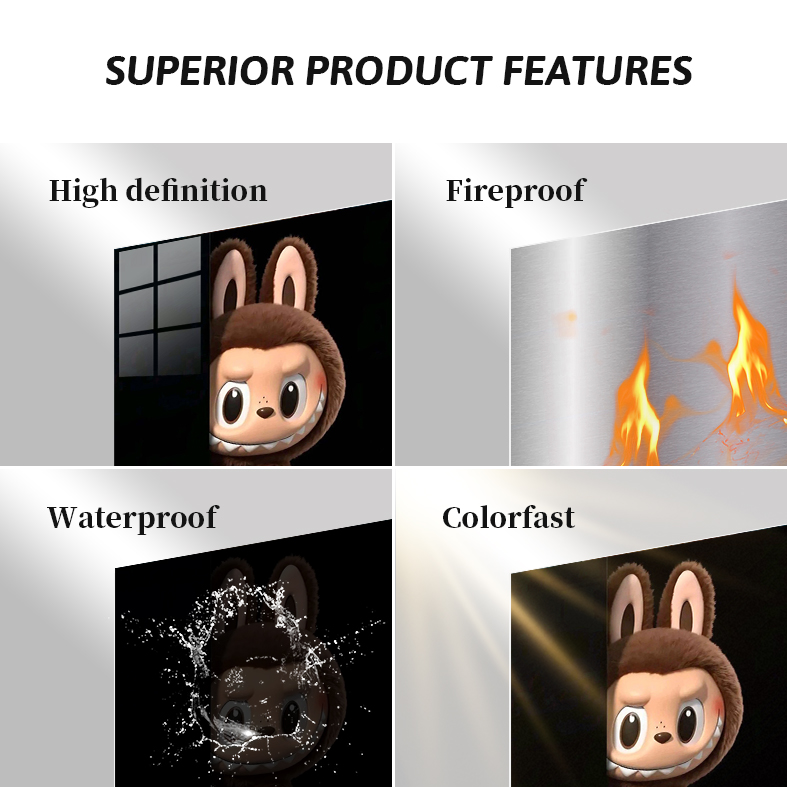 SUPERIOR PRODUCT FEATURES
High definition
Fireproof
Waterproof
Colorfast